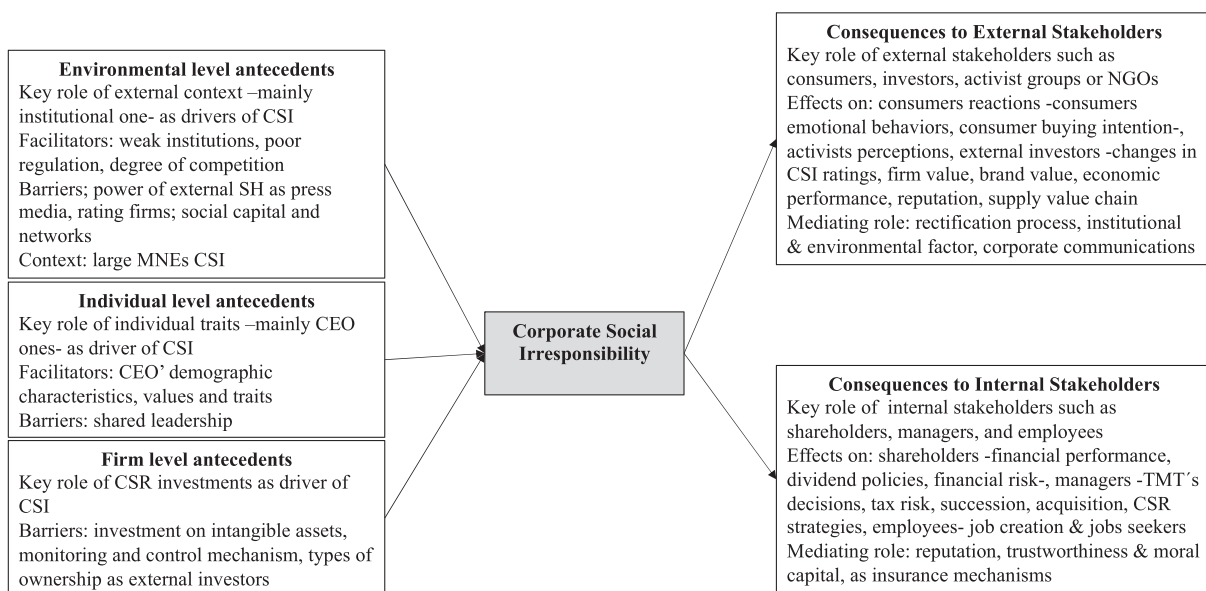 Environmental level antecedents
Key role of external context –mainly
institutional one- as drivers of CSI
Facilitators: weak institutions, poor
regulation, degree of competition
Barriers; power of external SH as press
media, rating firms; social capital and
networks
Context: large MNEs CSI
Individual level antecedents
Key role of individual traits –mainly CEO
ones- as driver of CSI
Facilitators: CEO' demographic
characteristics, values and traits
Barriers: shared leadership
Firm level antecedents
Key role of CSR investments as driver of
CSI
Barriers: investment on intangible assets,
monitoring and control mechanism, types of
ownership as external investors
Corporate Social
Irresponsibility
Consequences to External Stakeholders
Key role of external stakeholders such as
consumers, investors, activist groups or NGOs
Effects on: consumers reactions -consumers
emotional behaviors, consumer buying intention-,
activists perceptions, external investors -changes in
CSI ratings, firm value, brand value, economic
performance, reputation, supply value chain
Mediating role: rectification process, institutional
& environmental factor, corporate communications
Consequences to Internal Stakeholders
Key role of internal stakeholders such as
shareholders, managers, and employees
Effects on: shareholders -financial performance,
dividend policies, financial risk-, managers -TMT´s
decisions, tax risk, succession, acquisition, CSR
strategies, employees- job creation & jobs seekers
Mediating role: reputation, trustworthiness & moral
capital, as insurance mechanisms